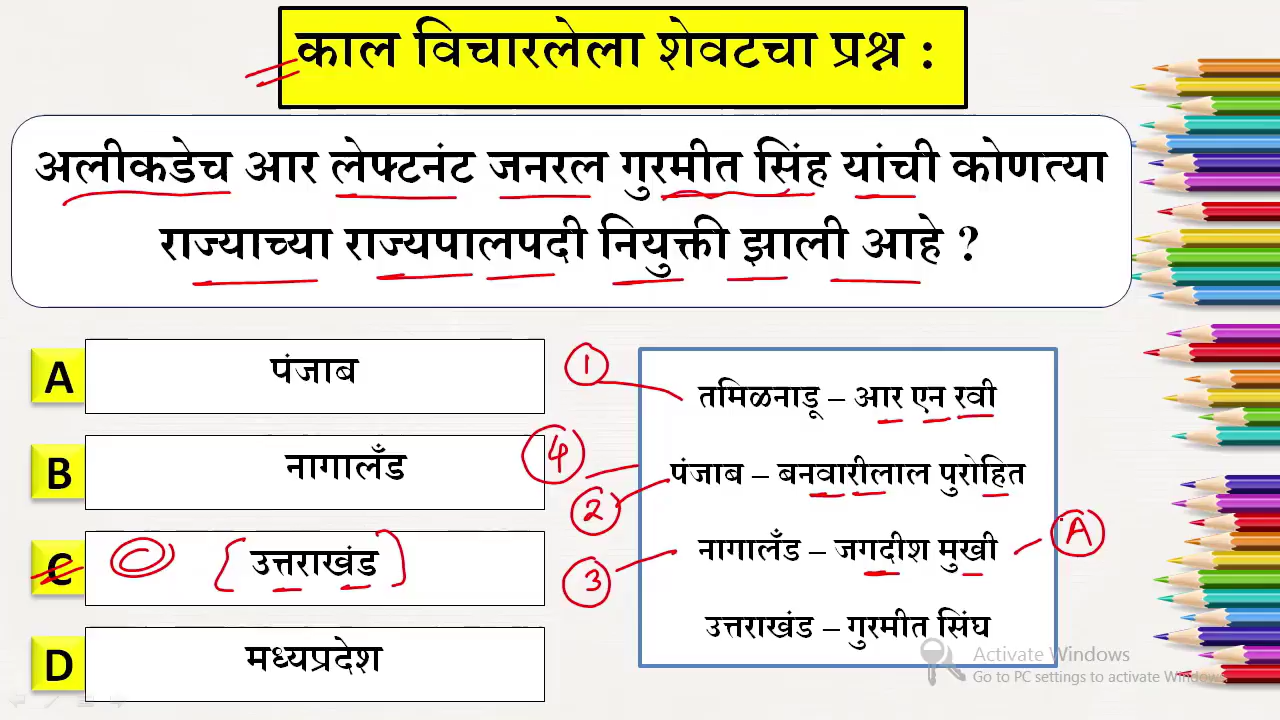 काल विचारलेला शेवटचा प्रश्न :
अलीकडेच आर लेफ्टनंट जनरल गुरमीत सिंह यांची कोणत्या
राज्याच्या राज्यपालपदी नियुक्ती झाली आहे ?
A पंजाब
B नागालँड
C उत्तराखंड
D मध्यप्रदेश
1
तमिळनाडू – आर एन रवी
4
पंजाब – बनवारीलाल पुरोहित
2
नागालँड – जगदीश मुखी
A
3
उत्तराखंड – गुरमीत सिंघ
Activate Windows
Go to PC settings to activate Windows.